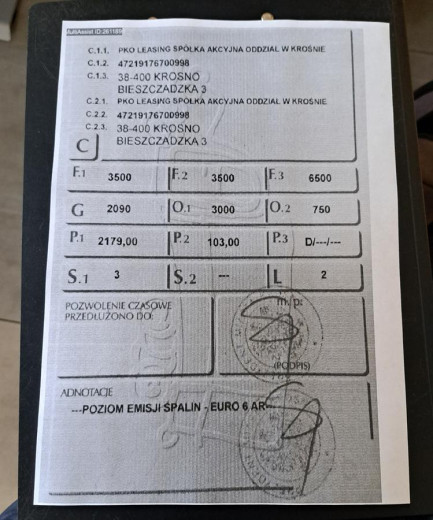 AutiAssist ID:261189
C.1.1. PKO LEASING SPÓŁKA AKCYJNA ODDZIAŁ W KROŚNIE
C.1.2. 47219176700998
C.1.3. 38-400 KROSNO
BIESZCZADZKA 3
C.2.1. PKO LEASING SPÓŁKA AKCYJNA ODDZIAŁ W KROŚNIE
C.2.2. 47219176700998
C.2.3. 38-400 KROSNO
BIESZCZADZKA 3
C
F.1 3500 F.2 3500 F.3 6500
G 2090 O.1 3000 O.2 750
P.1 2179,00 P.2 103,00 P.3 D/---/---
S.1 3 S.2 --- L 2
POZWOLENIE CZASOWE
PRZEDŁUŻONO DO:
m. p.
(PODPIS)
ADNOTACJE
---POZIOM EMISJI SPALIN - EURO 6 AR---